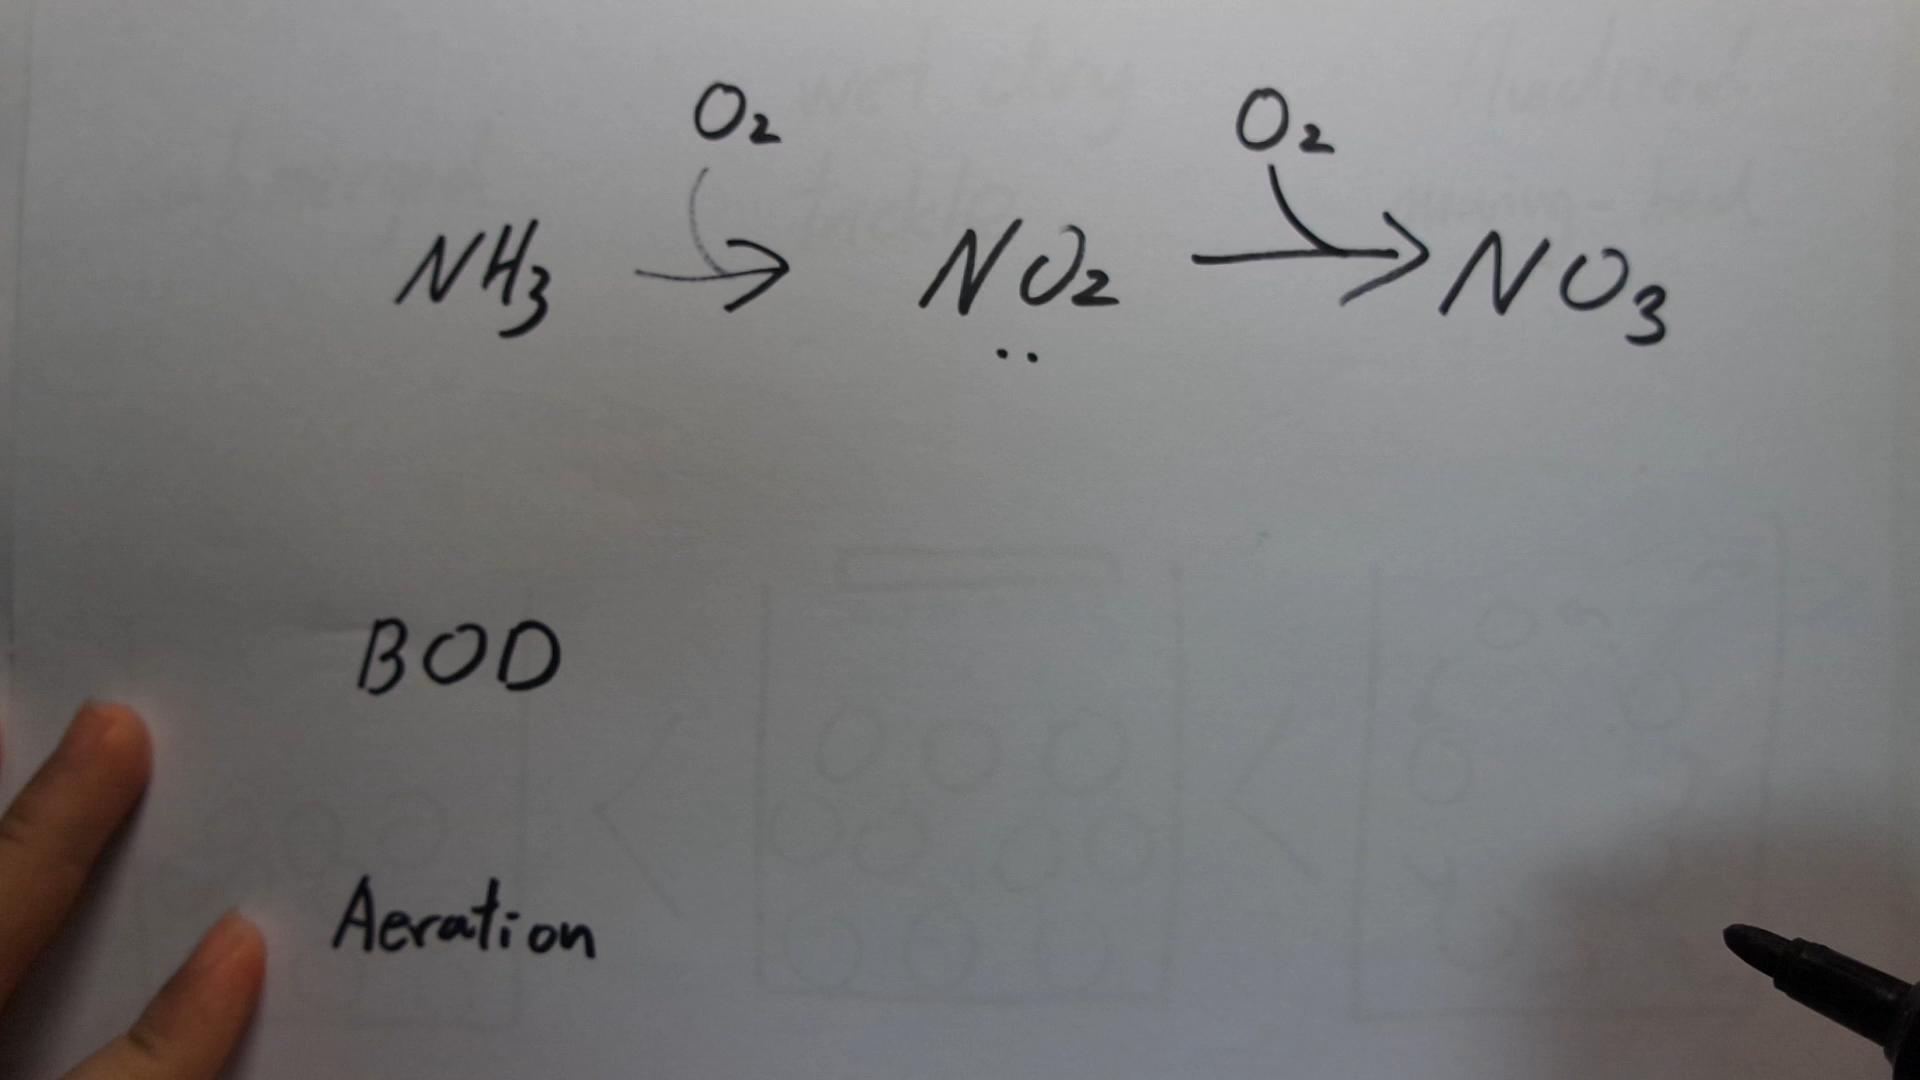 O₂ O₂
NH₃ → NO₂ → NO₃
BOD
Aeration